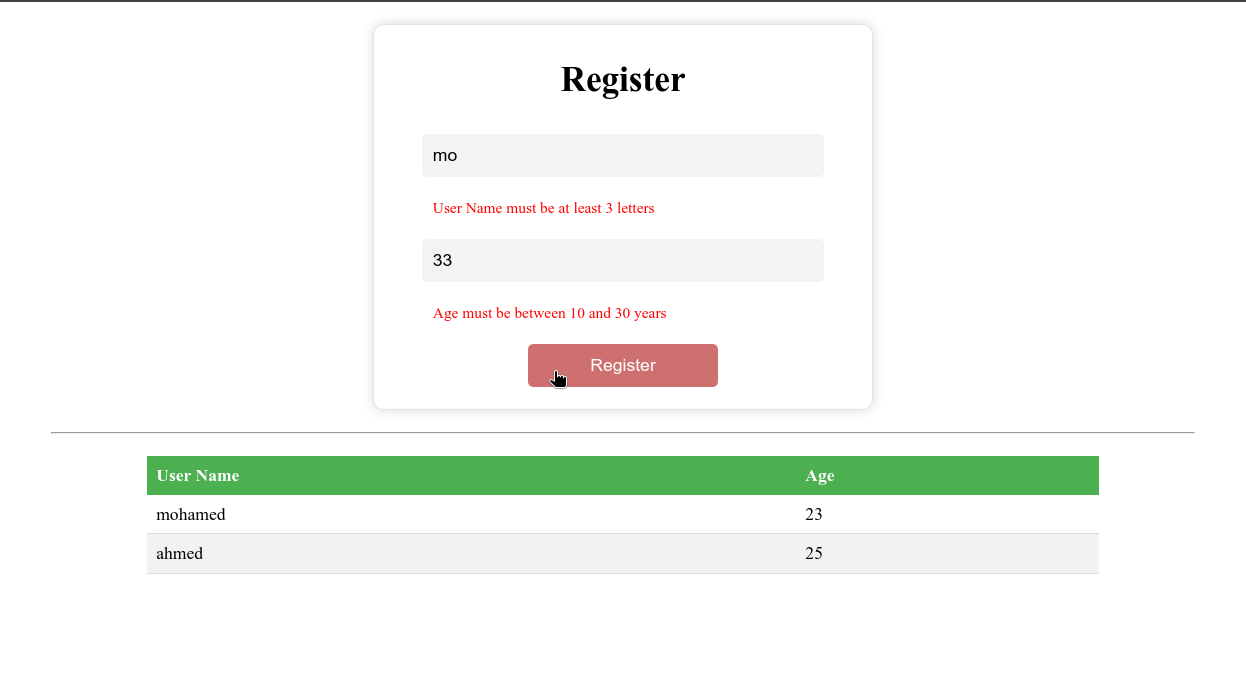 Register
mo
User Name must be at least 3 letters
33
Age must be between 10 and 30 years
Register
User Name Age
mohamed 23
ahmed 25